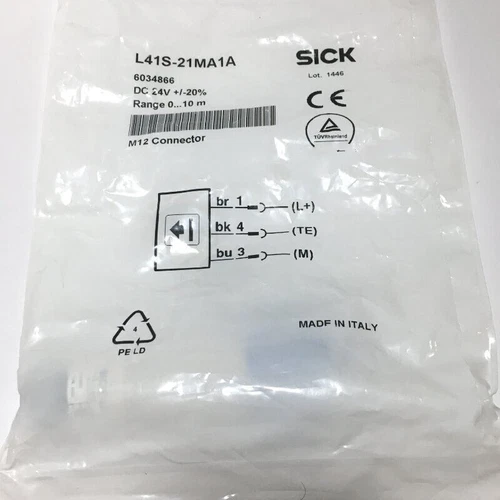 L41S-21MA1A
6034866
DC 24V +/-20%
Range 0...10 m
M12 Connector
SICK
Lot. 1446
CE
TÜVRheinland
br 1 (L+)
bk 4 (TE)
bu 3 (M)
4
PE LD
MADE IN ITALY